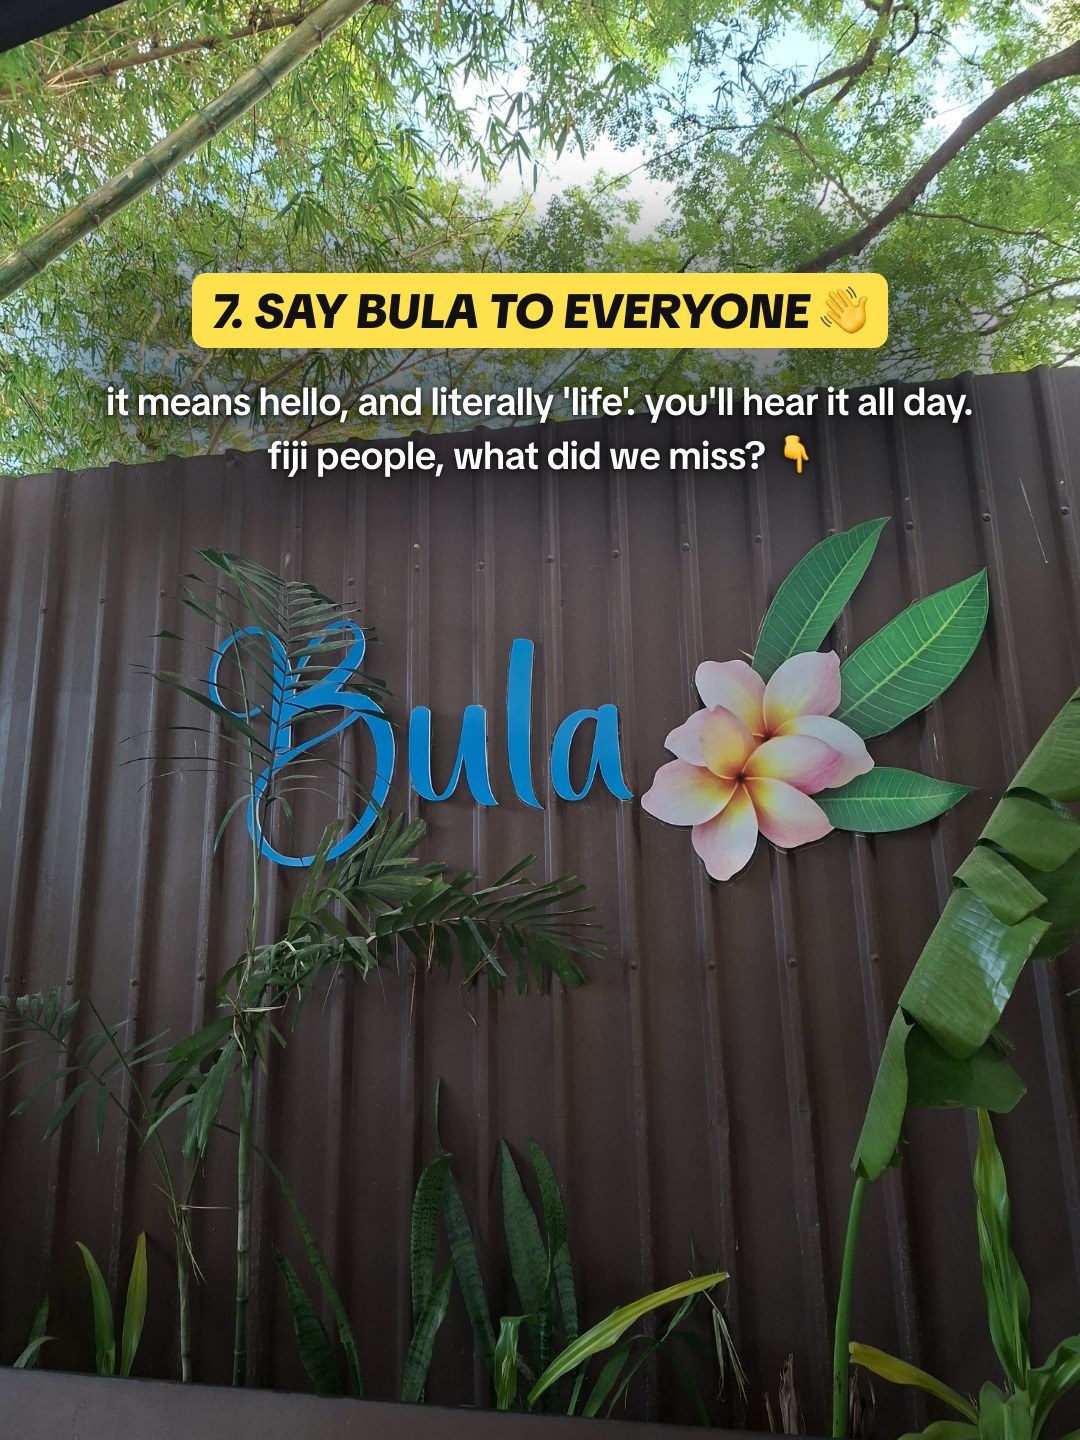 7. SAY BULA TO EVERYONE 👋
it means hello, and literally 'life'. you'll hear it all day.
fiji people, what did we miss? 👇
Bula